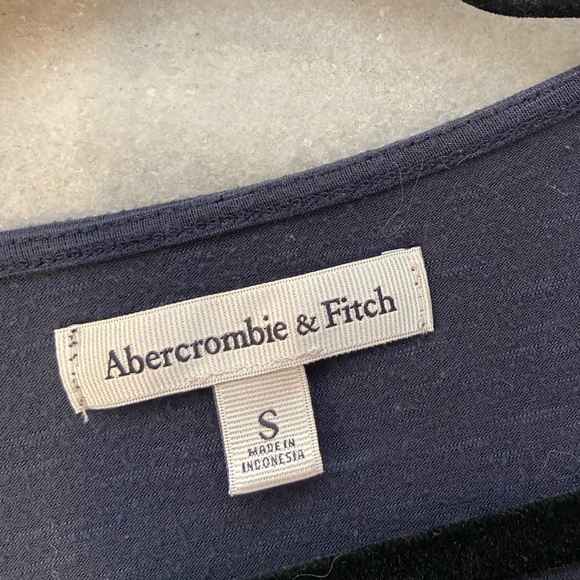 Abercrombie & Fitch
S
MADE IN
INDONESIA